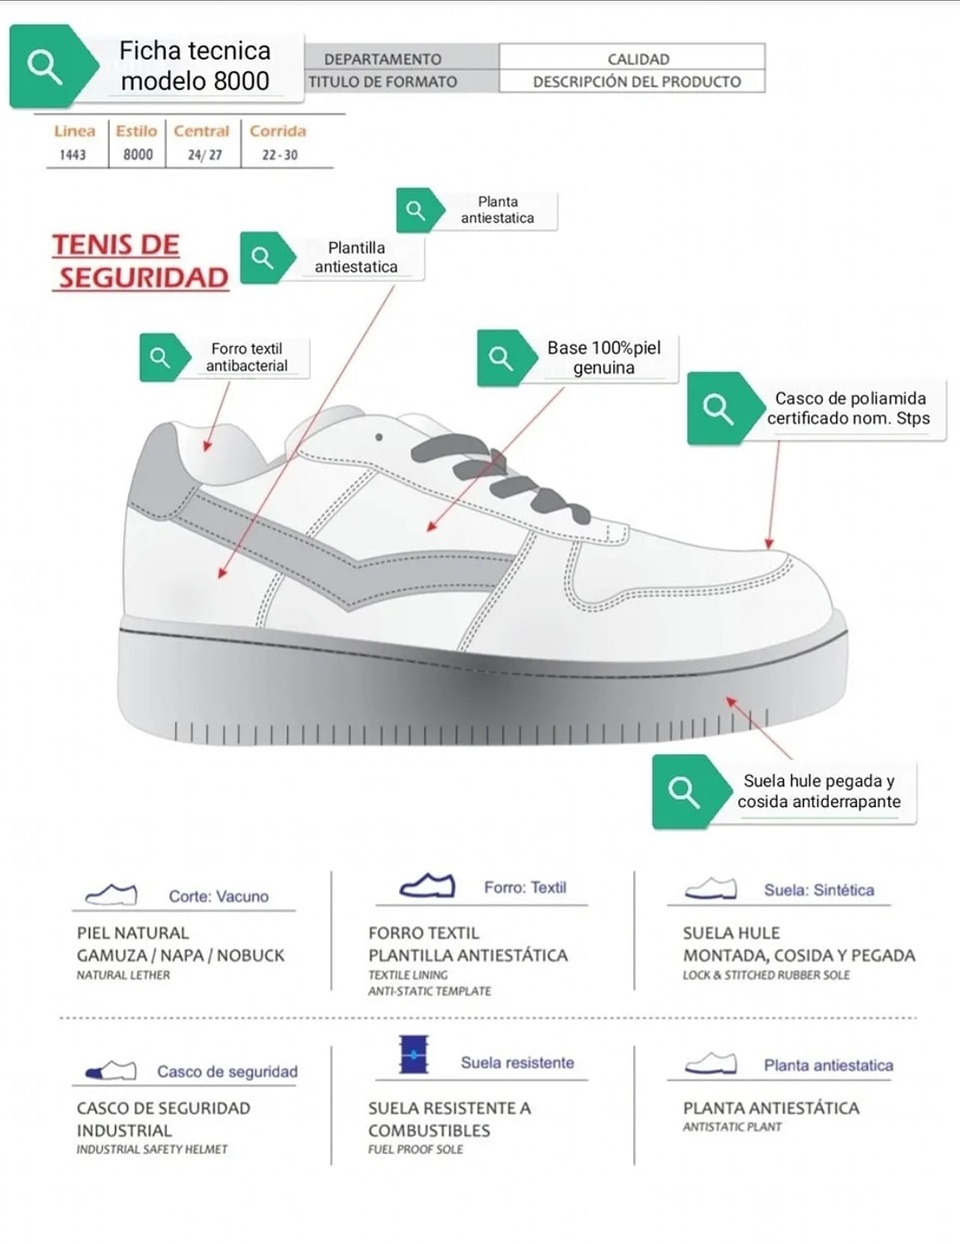 Ficha tecnica
modelo 8000
DEPARTAMENTO
CALIDAD
TITULO DE FORMATO
DESCRIPCIÓN DEL PRODUCTO
Linea Estilo Central Corrida
1443 8000 24/ 27 22 - 30
Planta
antiestatica
TENIS DE
SEGURIDAD
Plantilla
antiestatica
Forro textil
antibacterial
Base 100%piel
genuina
Casco de poliamida
certificado nom. Stps
Suela hule pegada y
cosida antiderrapante
Corte: Vacuno
PIEL NATURAL
GAMUZA / NAPA / NOBUCK
NATURAL LETHER
Forro: Textil
FORRO TEXTIL
PLANTILLA ANTIESTÁTICA
TEXTILE LINING
ANTI-STATIC TEMPLATE
Suela: Sintética
SUELA HULE
MONTADA, COSIDA Y PEGADA
LOCK & STITCHED RUBBER SOLE
Casco de seguridad
CASCO DE SEGURIDAD
INDUSTRIAL
INDUSTRIAL SAFETY HELMET
Suela resistente
SUELA RESISTENTE A
COMBUSTIBLES
FUEL PROOF SOLE
Planta antiestatica
PLANTA ANTIESTÁTICA
ANTISTATIC PLANT